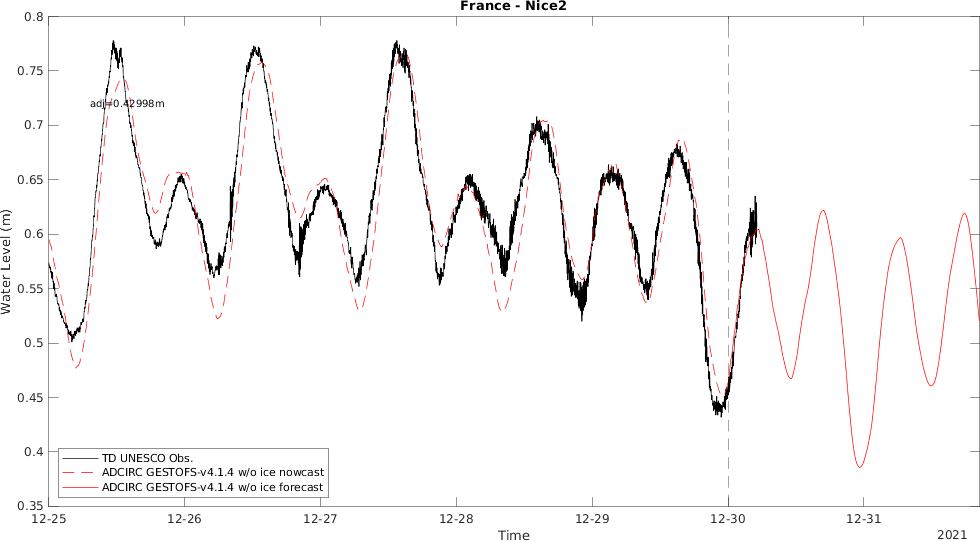 France - Nice2
0.8
0.75
0.7
0.65
0.6
0.55
0.5
0.45
0.4
0.35
Water Level (m)
adj=0.42998m
TD UNESCO Obs.
ADCIRC GESTOFS-v4.1.4 w/o ice nowcast
ADCIRC GESTOFS-v4.1.4 w/o ice forecast
12-25 12-26 12-27 12-28 12-29 12-30 12-31
Time
2021